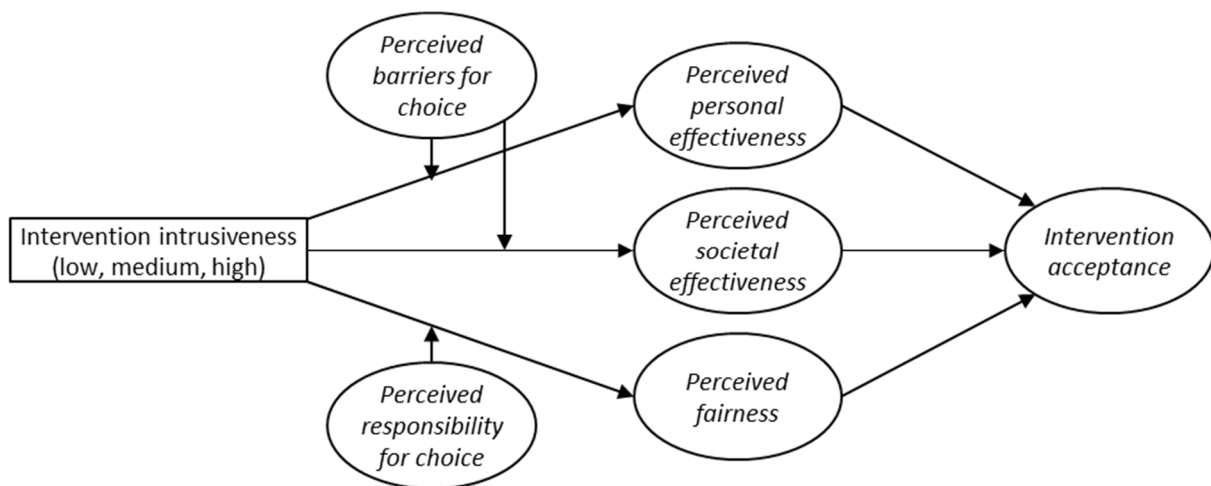 Perceived
barriers for
choice
Perceived
personal
effectiveness
Intervention intrusiveness
(low, medium, high)
Perceived
societal
effectiveness
Intervention
acceptance
Perceived
responsibility
for choice
Perceived
fairness